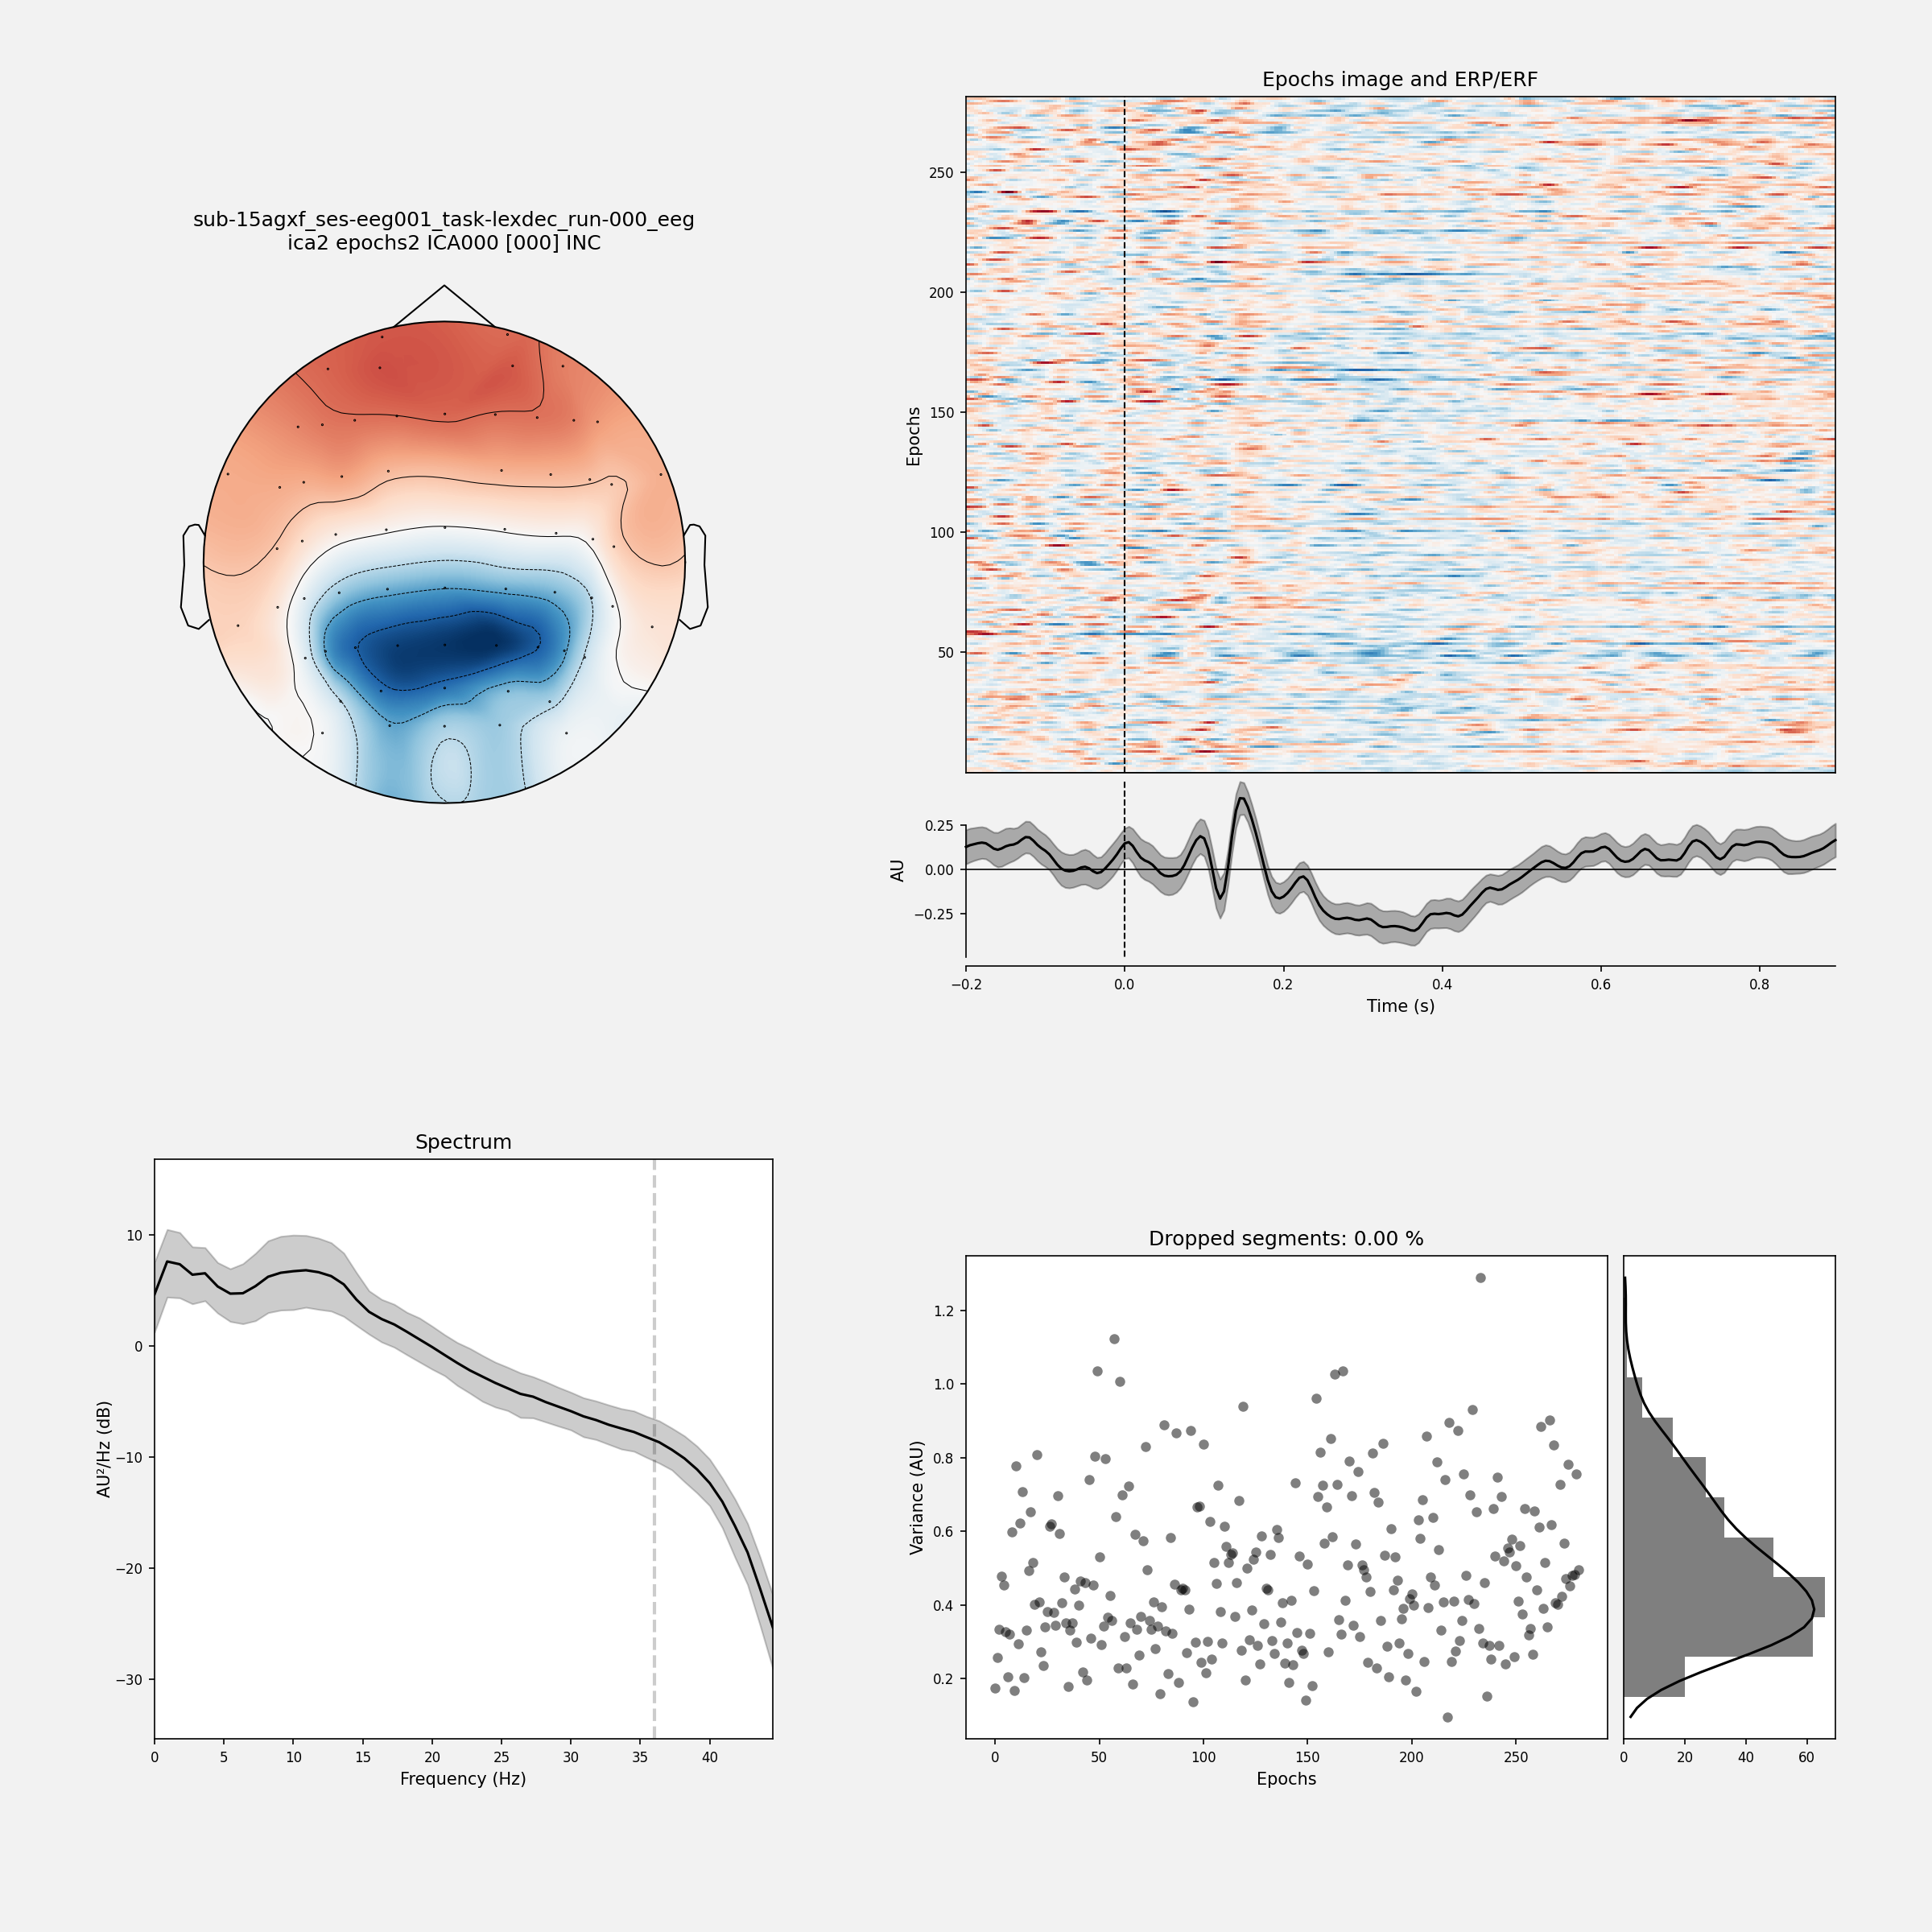 sub-15agxf_ses-eeg001_task-lexdec_run-000_eeg
ica2 epochs2 ICA000 [000] INC
Epochs image and ERP/ERF
Epochs
250
200
150
100
50
AU
0.25
0.00
−0.25
−0.2 0.0 0.2 0.4 0.6 0.8
Time (s)
Spectrum
AU²/Hz (dB)
10
0
−10
−20
−30
0 5 10 15 20 25 30 35 40
Frequency (Hz)
Dropped segments: 0.00 %
Variance (AU)
1.2
1.0
0.8
0.6
0.4
0.2
0 50 100 150 200 250
Epochs
0 20 40 60